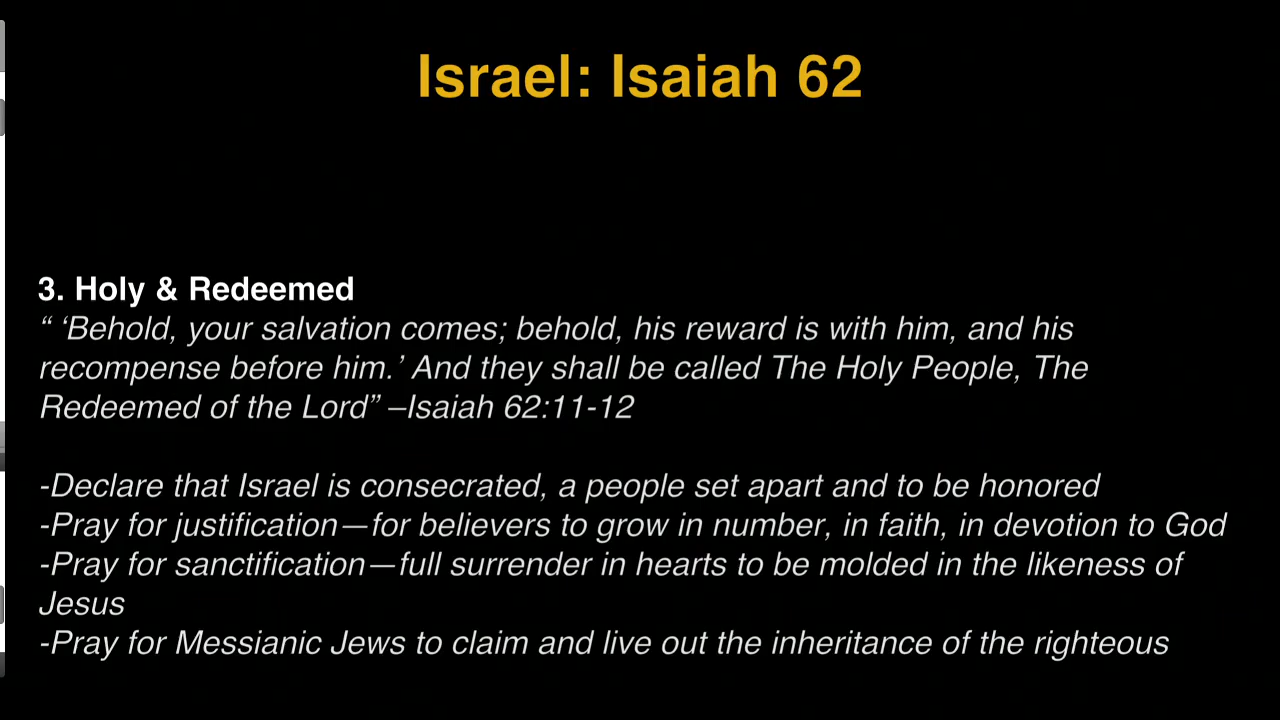 Israel: Isaiah 62
3. Holy & Redeemed
“ ‘Behold, your salvation comes; behold, his reward is with him, and his
recompense before him.’ And they shall be called The Holy People, The
Redeemed of the Lord” –Isaiah 62:11-12
-Declare that Israel is consecrated, a people set apart and to be honored
-Pray for justification—for believers to grow in number, in faith, in devotion to God
-Pray for sanctification—full surrender in hearts to be molded in the likeness of
Jesus
-Pray for Messianic Jews to claim and live out the inheritance of the righteous